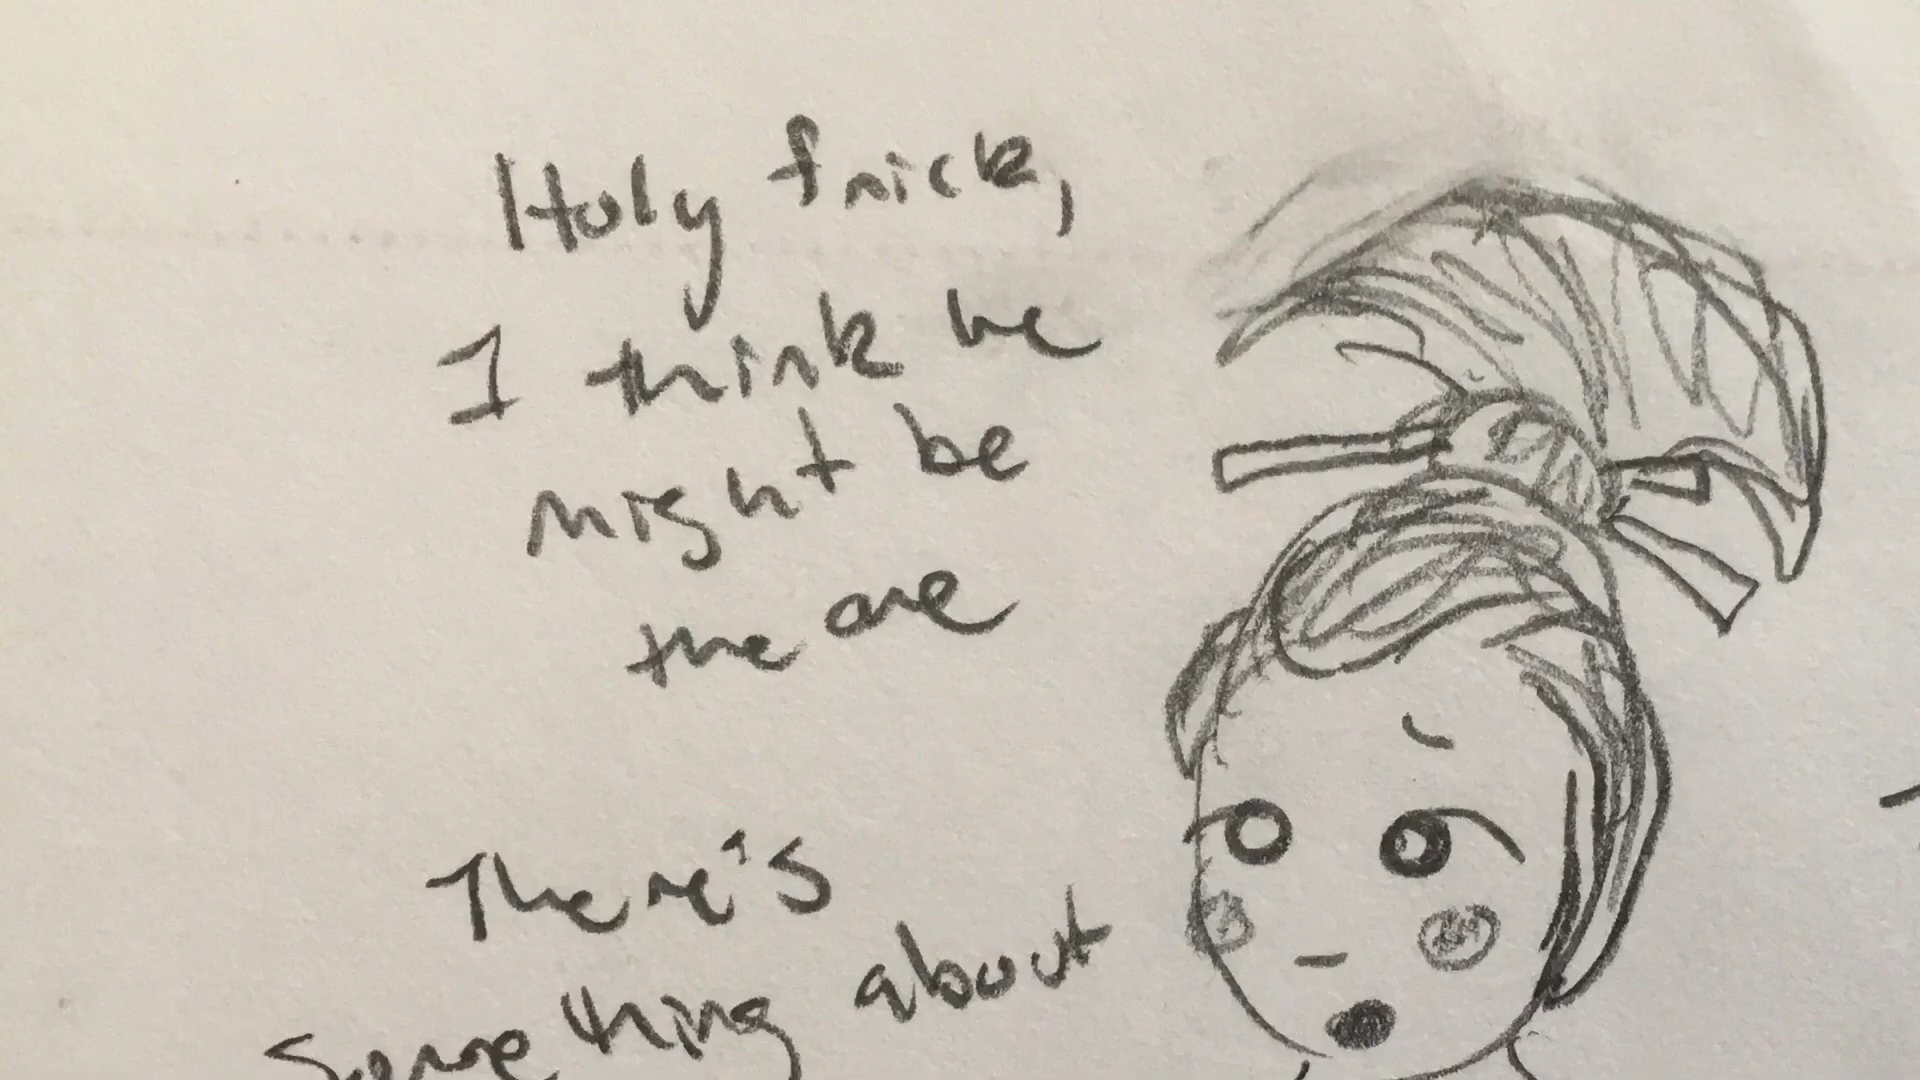 Holy frick,
I think he
might be
the one
There's
something about